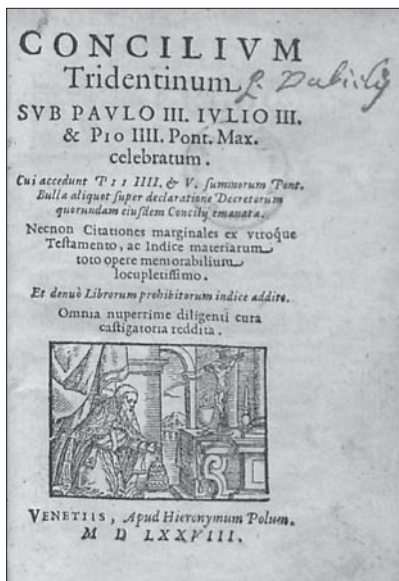 CONCILIVM
Tridentinum
SVB PAVLO III. IVLIO III.
& PIO IIII. Pont. Max.
celebratum.
Cui accedunt PII IIII. & V. ſummorum Pont.
Bullæ aliquot ſuper declaratione Decretorum
quorundam eiuſdem Concilij emanatæ.
Necnon Citationes marginales ex vtroque
Teſtamento, ac Indice materiarum
toto opere memorabilium
locupletiſſimo.
Et denuò Librorum prohibitorum indice addito.
Omnia nuperrime diligenti cura
caſtigatoria reddita.
VENETIIS, Apud Hieronymum Polum.
M D LXXVIII.